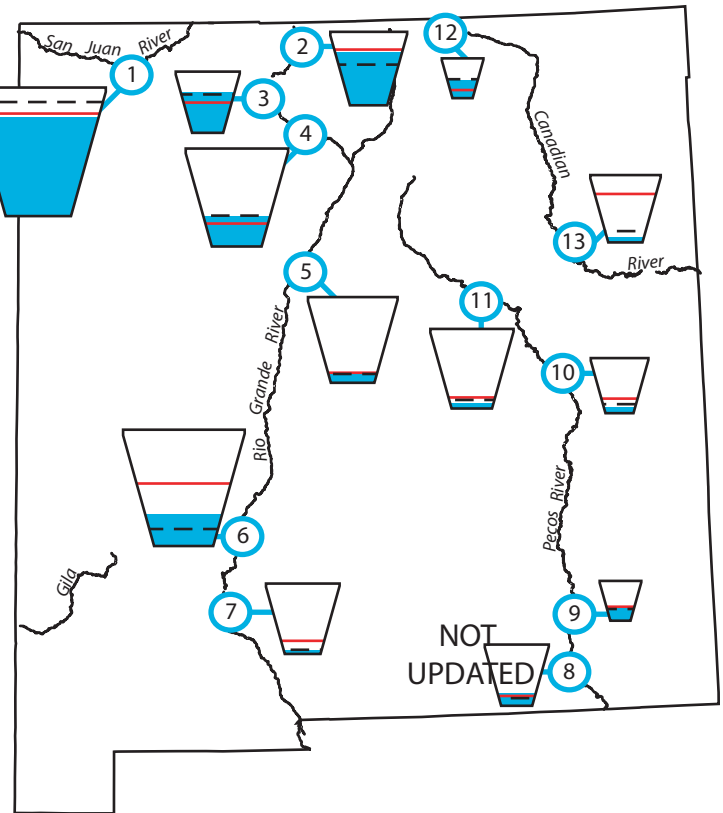 San Juan River
1
2
12
3
4
Canadian
13
River
5
11
Rio Grande River
10
Pecos River
6
Gila
7
9
NOT
UPDATED
8